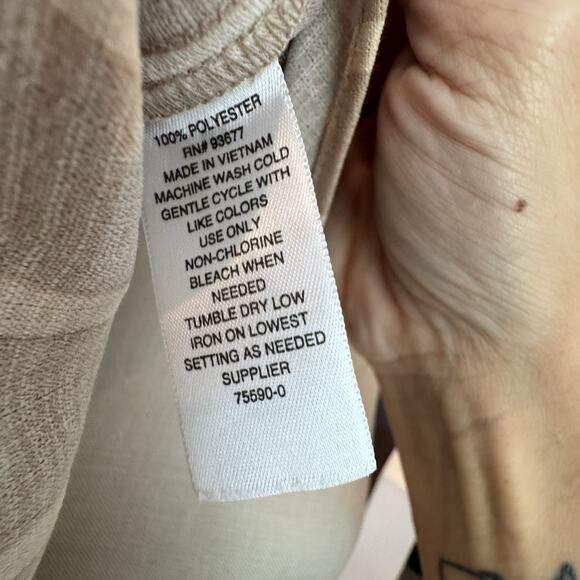 100% POLYESTER
RN# 93677
MADE IN VIETNAM
MACHINE WASH COLD
GENTLE CYCLE WITH
LIKE COLORS
USE ONLY
NON-CHLORINE
BLEACH WHEN
NEEDED
TUMBLE DRY LOW
IRON ON LOWEST
SETTING AS NEEDED
SUPPLIER
75590-0